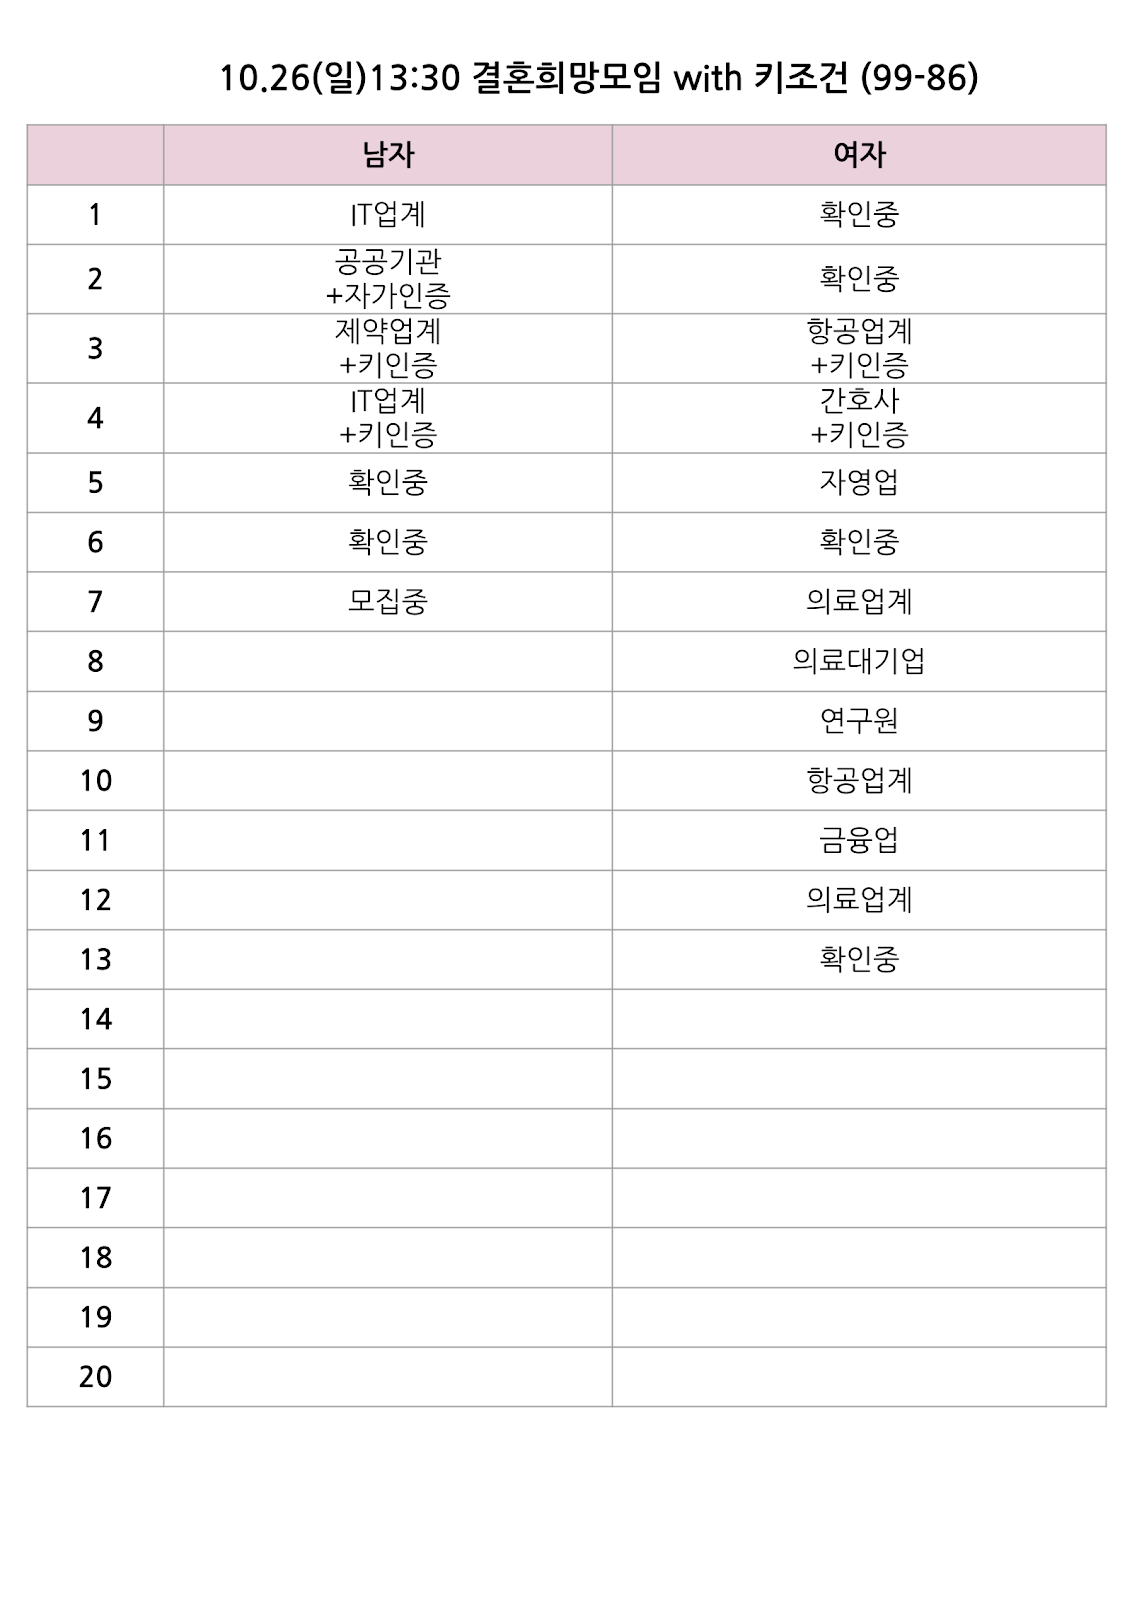 10.26(일)13:30 결혼희망모임 with 키조건 (99-86)
남자 여자
1 IT업계 확인중
2 공공기관 +자가인증 확인중
3 제약업계 +키인증 항공업계 +키인증
4 IT업계 +키인증 간호사 +키인증
5 확인중 자영업
6 확인중 확인중
7 모집중 의료업계
8 의료대기업
9 연구원
10 항공업계
11 금융업
12 의료업계
13 확인중
14
15
16
17
18
19
20